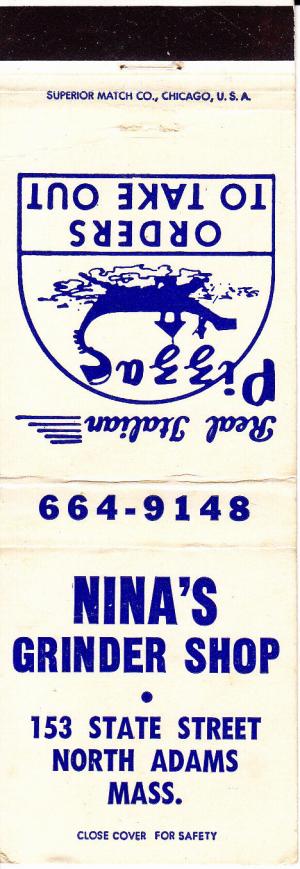 SUPERIOR MATCH CO., CHICAGO, U. S. A.
Real Italian
Pizza
ORDERS
TO TAKE OUT
664-9148
NINA'S
GRINDER SHOP
•
153 STATE STREET
NORTH ADAMS
MASS.
CLOSE COVER FOR SAFETY